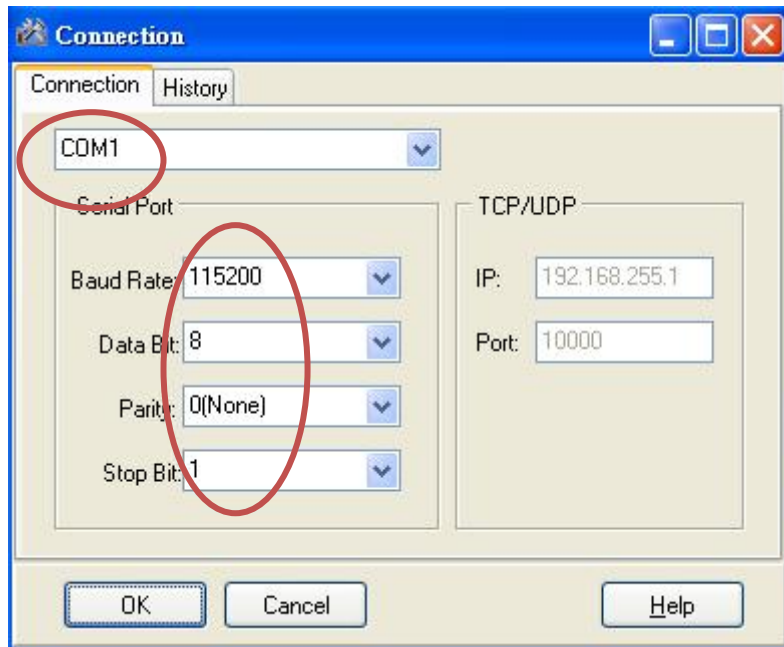 Connection
Connection History
COM1
Serial Port TCP/UDP
Baud Rate: 115200 IP: 192.168.255.1
Data Bit: 8 Port: 10000
Parity: 0(None)
Stop Bit: 1
OK Cancel Help